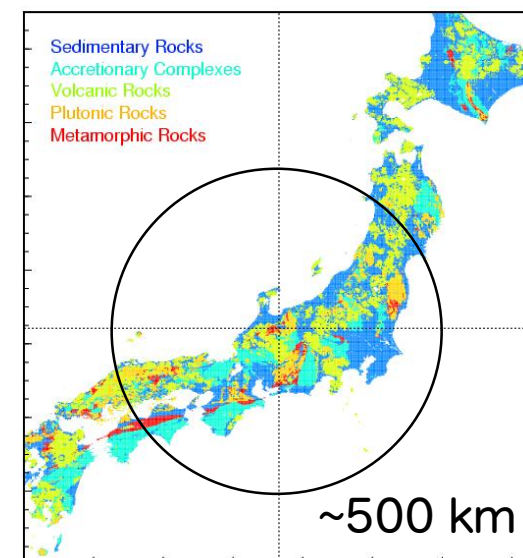 Sedimentary Rocks
Accretionary Complexes
Volcanic Rocks
Plutonic Rocks
Metamorphic Rocks
~500 km